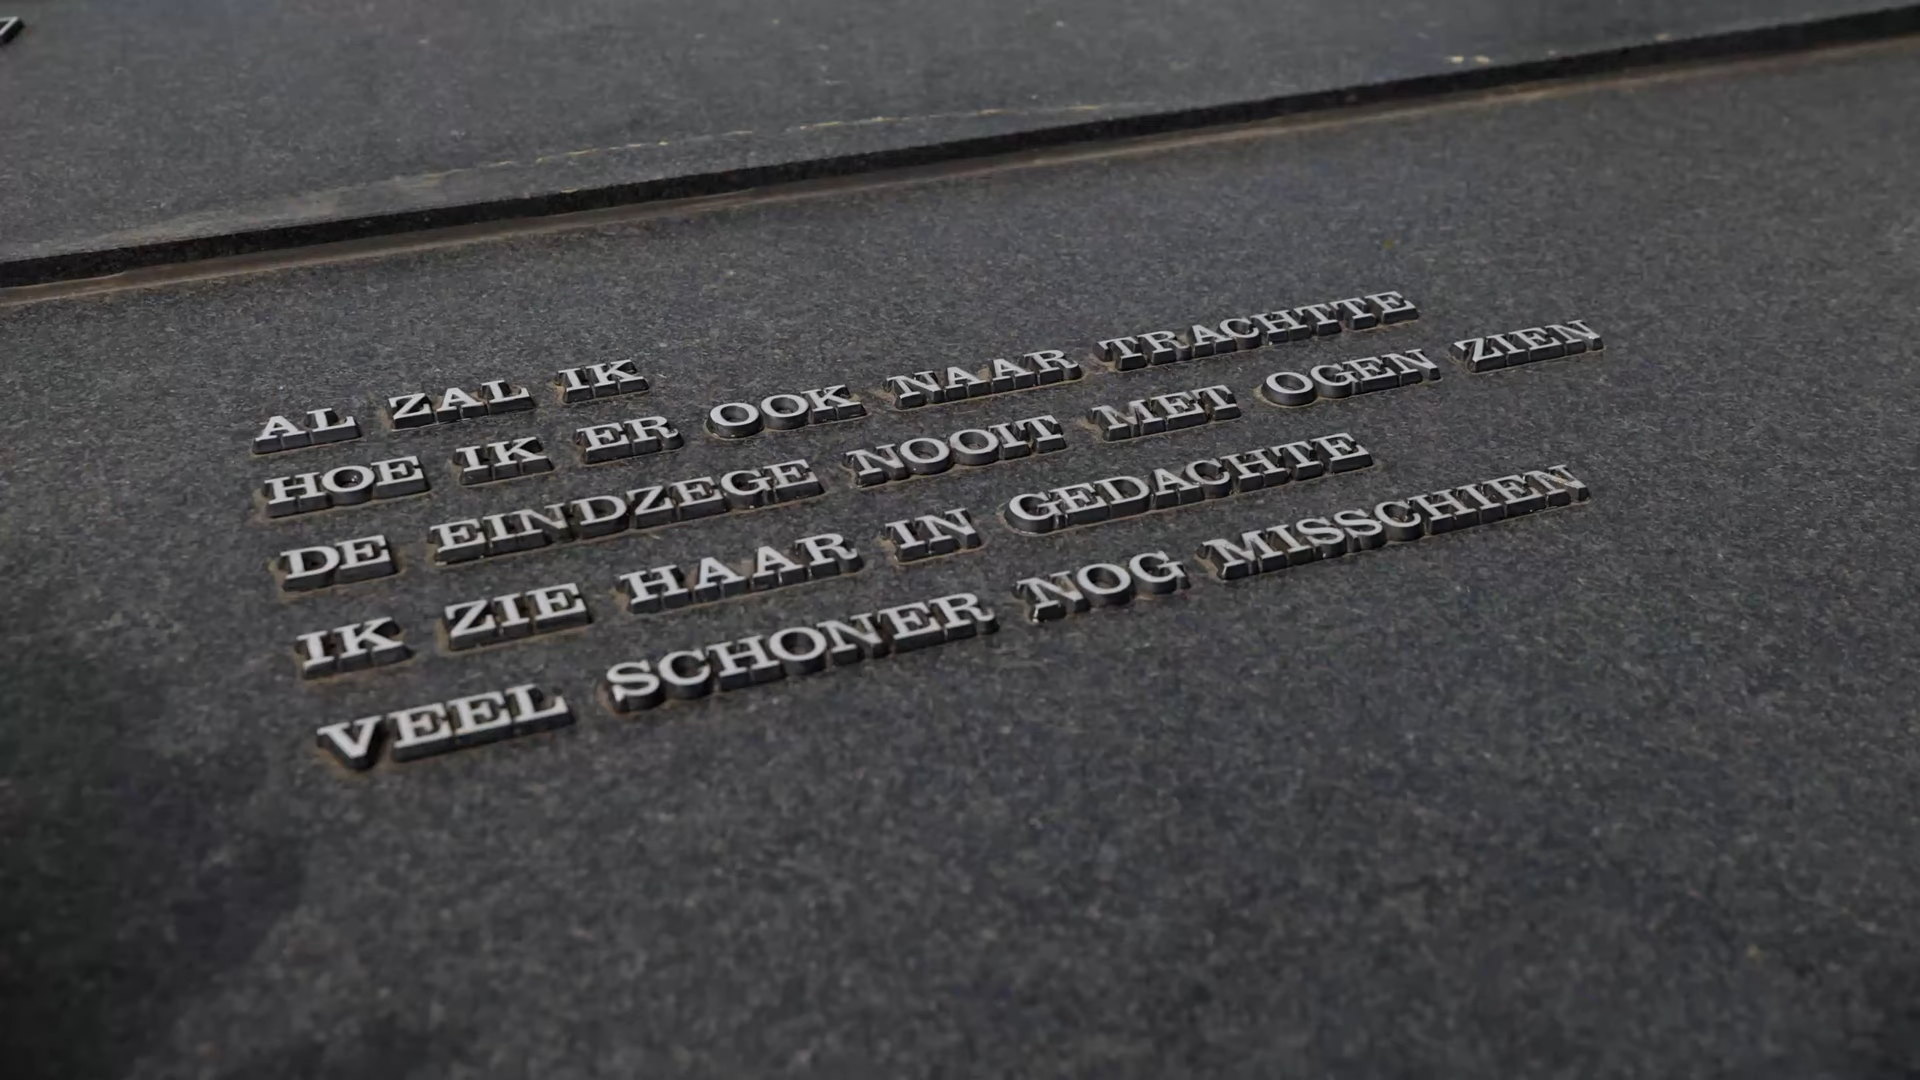 AL ZAL IK
HOE IK ER OOK NAAR TRACHTTE
DE EINDZEGE NOOIT MET OGEN ZIEN
IK ZIE HAAR IN GEDACHTE
VEEL SCHONER NOG MISSCHIEN